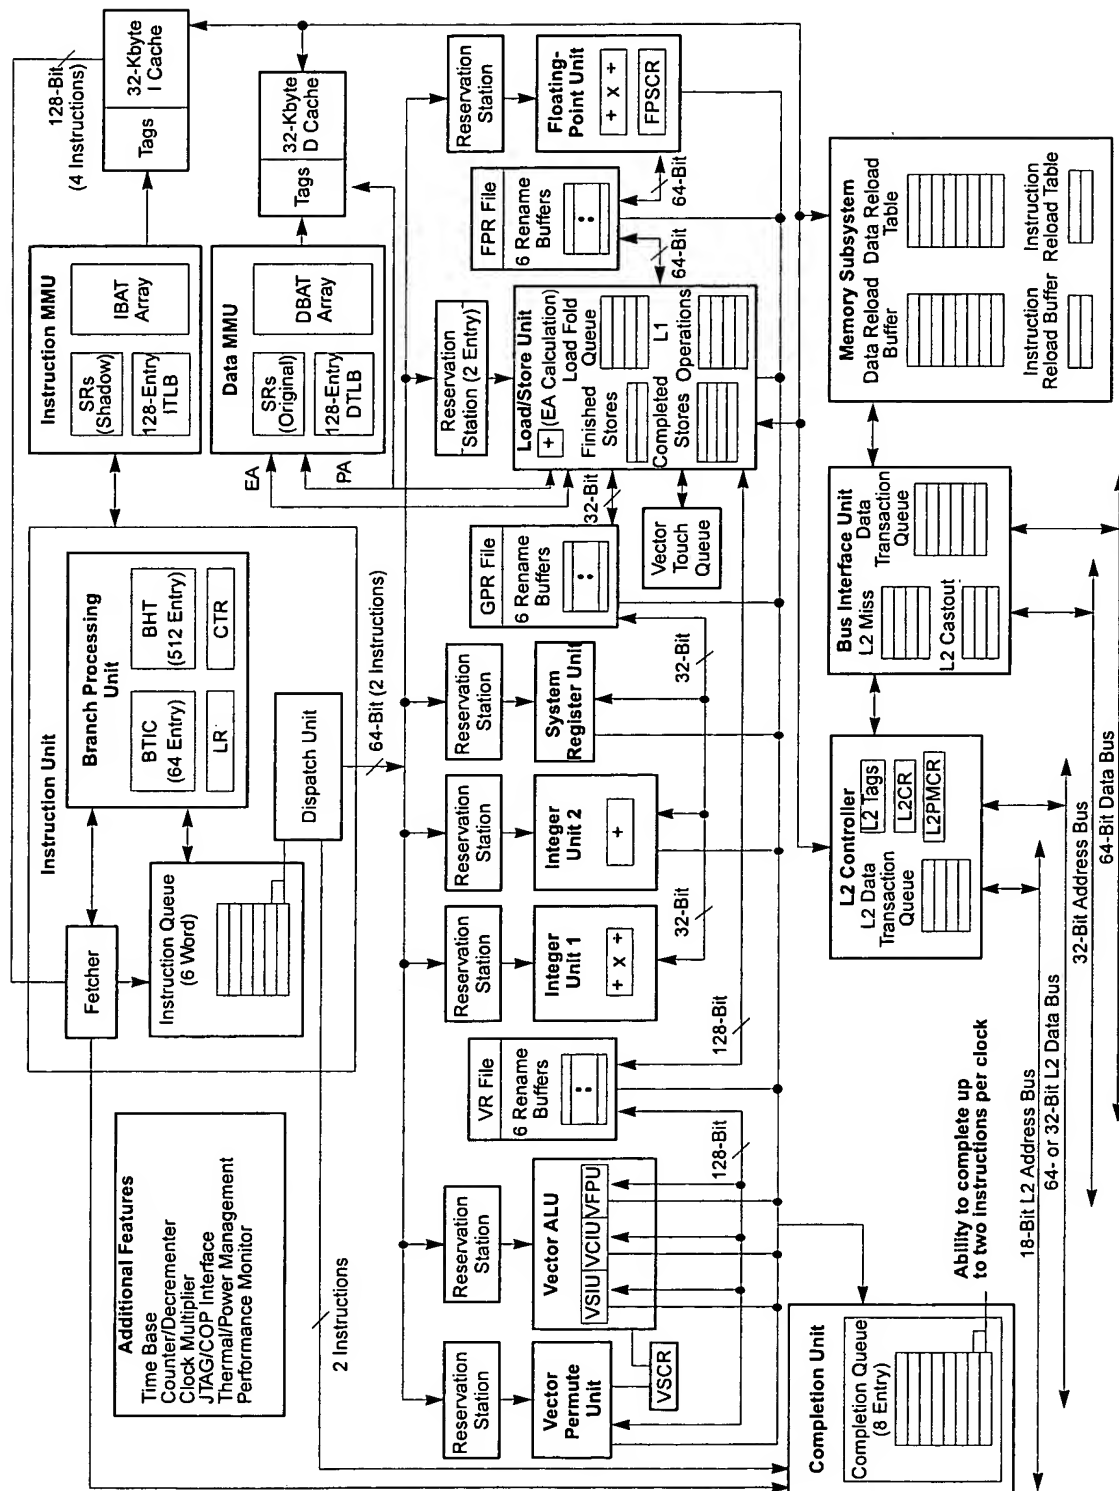 Additional Features
Time Base
Counter/Decrementer
Clock Multiplier
JTAG/COP Interface
Thermal/Power Management
Performance Monitor
Instruction Unit
Fetcher
Branch Processing
Unit
BTIC
(64 Entry)
BHT
(512 Entry)
LR
CTR
Instruction Queue
(6 Word)
Dispatch Unit
128-Bit
(4 Instructions)
Instruction MMU
SRs
(Shadow)
IBAT
Array
128-Entry
ITLB
Tags
32-Kbyte
I Cache
Data MMU
SRs
(Original)
DBAT
Array
128-Entry
DTLB
Tags
32-Kbyte
D Cache
EA
PA
64-Bit (2 Instructions)
2 Instructions
Reservation
Station
Reservation
Station
Reservation
Station
Reservation
Station
Reservation
Station
Reservation
Station (2 Entry)
Reservation
Station
VR File
6 Rename
Buffers
GPR File
6 Rename
Buffers
FPR File
6 Rename
Buffers
Vector
Permute
Unit
VSCR
Vector ALU
VSIU
VCIU
VFPU
Integer
Unit 1
+ x ÷
Integer
Unit 2
+
System
Register Unit
Vector
Touch
Queue
Load/Store Unit
+
(EA Calculation)
Finished
Stores
Load Fold
Queue
Completed
Stores
L1
Operations
Floating-
Point Unit
+ x ÷
FPSCR
128-Bit
128-Bit
32-Bit
32-Bit
32-Bit
64-Bit
64-Bit
Completion Unit
Completion Queue
(8 Entry)
Ability to complete up
to two instructions per clock
L2 Controller
L2 Data
Transaction
Queue
L2 Tags
L2CR
L2PMCR
Bus Interface Unit
L2 Miss
Data
Transaction
Queue
L2 Castout
Memory Subsystem
Data Reload
Buffer
Data Reload
Table
Instruction
Reload Buffer
Instruction
Reload Table
18-Bit L2 Address Bus
64- or 32-Bit L2 Data Bus
32-Bit Address Bus
64-Bit Data Bus